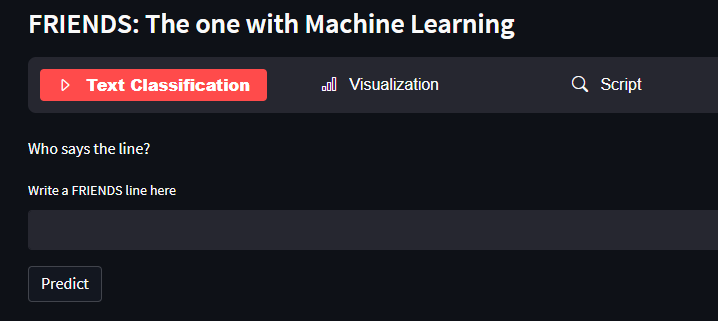 FRIENDS: The one with Machine Learning
Text Classification Visualization Script
Who says the line?
Write a FRIENDS line here
Predict